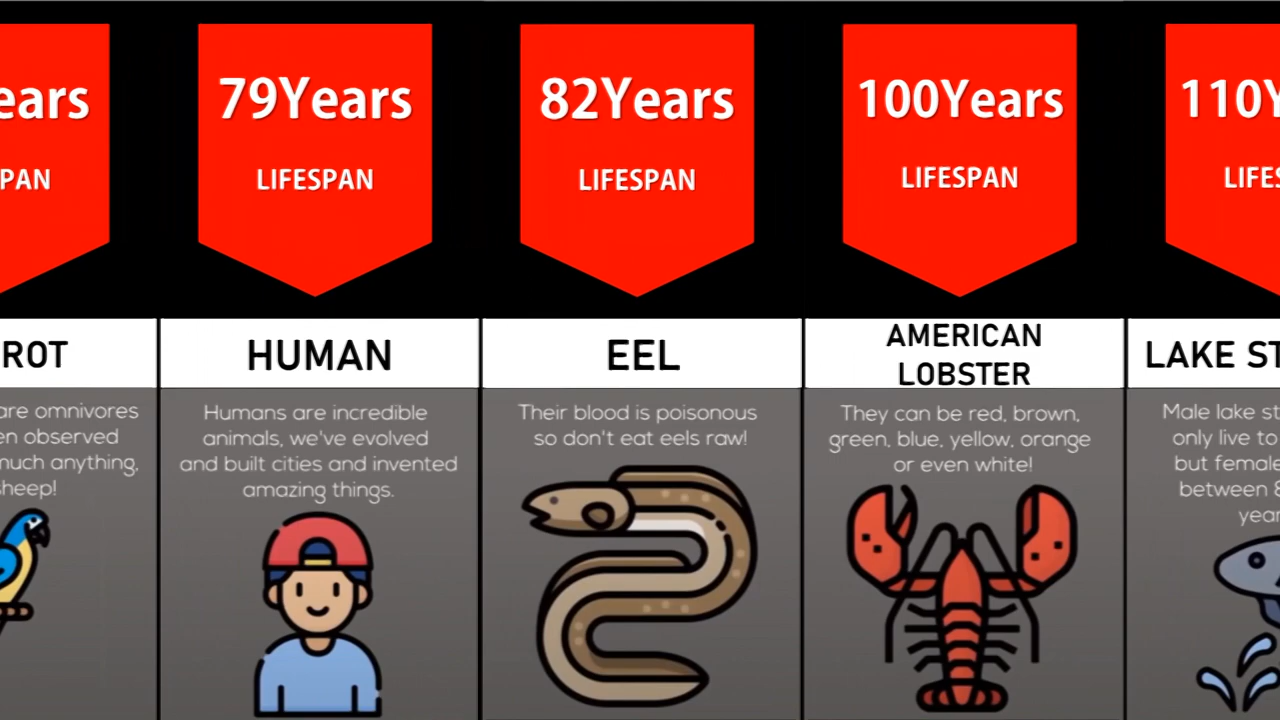 ears
PAN
ROT
are omnivores
en observed
much anything,
sheep!
79Years
LIFESPAN
HUMAN
Humans are incredible
animals, we've evolved
and built cities and invented
amazing things.
82Years
LIFESPAN
EEL
Their blood is poisonous
so don't eat eels raw!
100Years
LIFESPAN
AMERICAN
LOBSTER
They can be red, brown,
green, blue, yellow, orange
or even white!
110Y
LIFES
LAKE ST
Male lake st
only live to
but female
between 8
year